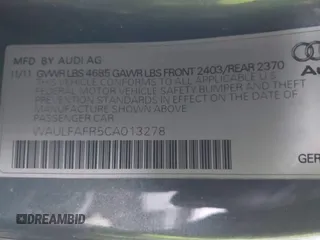 MFD BY AUDI AG
11/11 GVWR LBS 4685 GAWR LBS FRONT 2403/REAR 2370
THIS VEHICLE CONFORMS TO ALL APPLICABLE FEDERAL
MOTOR VEHICLE SAFETY BUMPER AND THEFT
PREVENTION STANDARDS IN EFFECT ON THE DATE OF
MANUFACTURE SHOWN ABOVE
PASSENGER CAR
WAULFAFR5CA013278
GER
DREAMBID